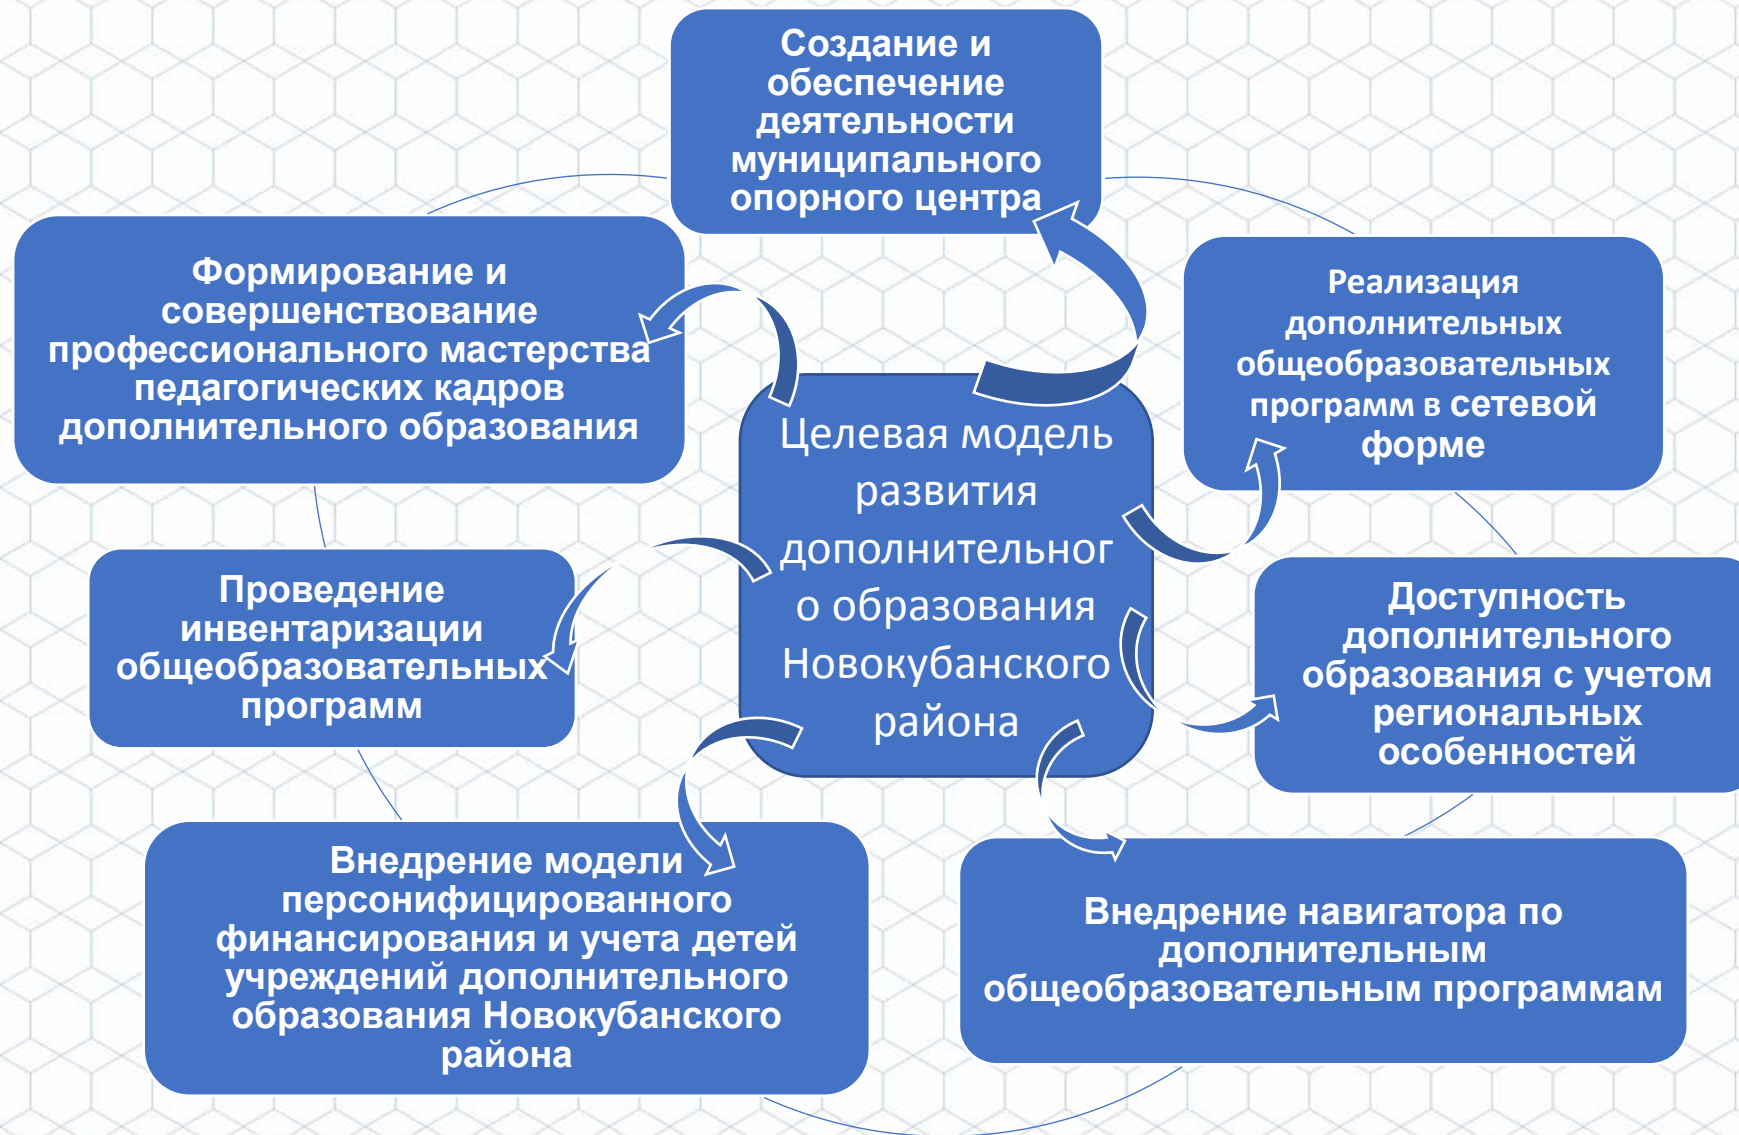 Создание и
обеспечение
деятельности
муниципального
опорного центра
Формирование и
совершенствование
профессионального мастерства
педагогических кадров
дополнительного образования
Реализация
дополнительных
общеобразовательных
программ в сетевой
форме
Целевая модель
развития
дополнительног
о образования
Новокубанского
района
Проведение
инвентаризации
общеобразовательных
программ
Доступность
дополнительного
образования с учетом
региональных
особенностей
Внедрение модели
персонифицированного
финансирования и учета детей
учреждений дополнительного
образования Новокубанского
района
Внедрение навигатора по
дополнительным
общеобразовательным программам